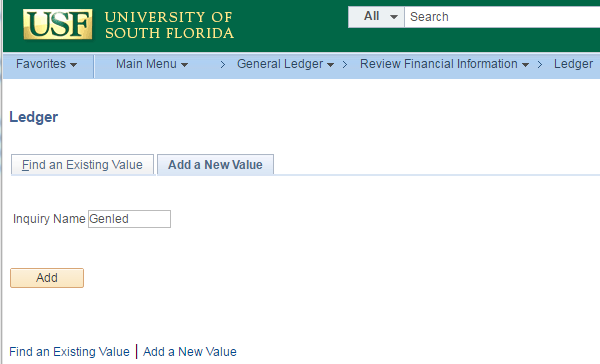 USF UNIVERSITY OF
SOUTH FLORIDA
All Search
Favorites Main Menu > General Ledger > Review Financial Information > Ledger
Ledger
Find an Existing Value Add a New Value
Inquiry Name Genled
Add
Find an Existing Value | Add a New Value